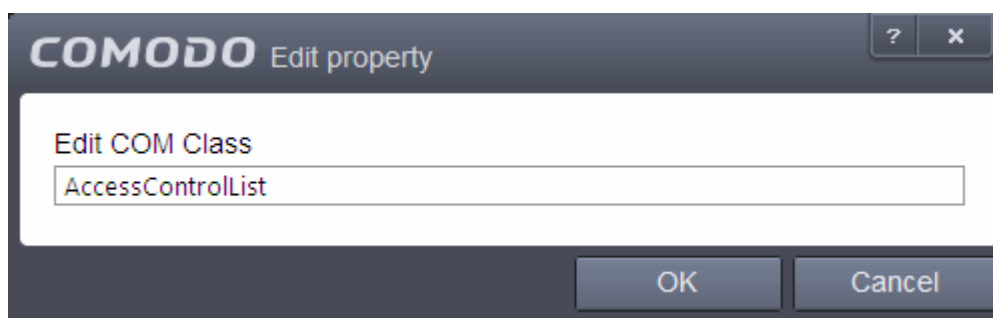 COMODO Edit property ? ×
Edit COM Class
AccessControlList
OK Cancel